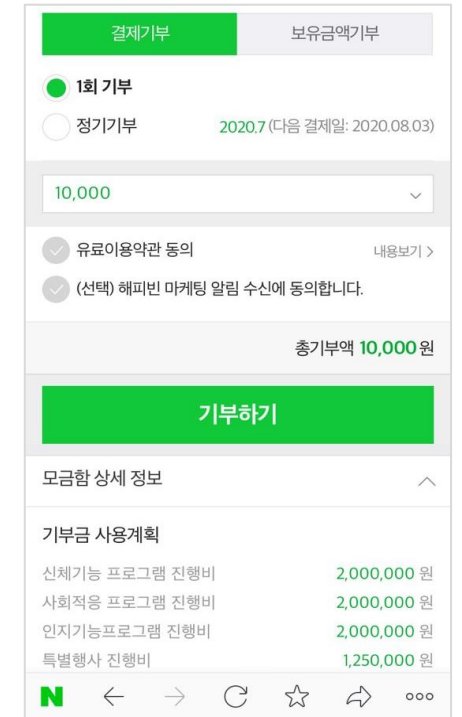 결제기부 보유금액기부
1회 기부
정기기부 2020.7 (다음 결제일: 2020.08.03)
10,000
유료이용약관 동의 내용보기 >
(선택) 해피빈 마케팅 알림 수신에 동의합니다.
총기부액 10,000 원
기부하기
모금함 상세 정보
기부금 사용계획
신체기능 프로그램 진행비 2,000,000 원
사회적응 프로그램 진행비 2,000,000 원
인지기능프로그램 진행비 2,000,000 원
특별행사 진행비 1,250,000 원
N